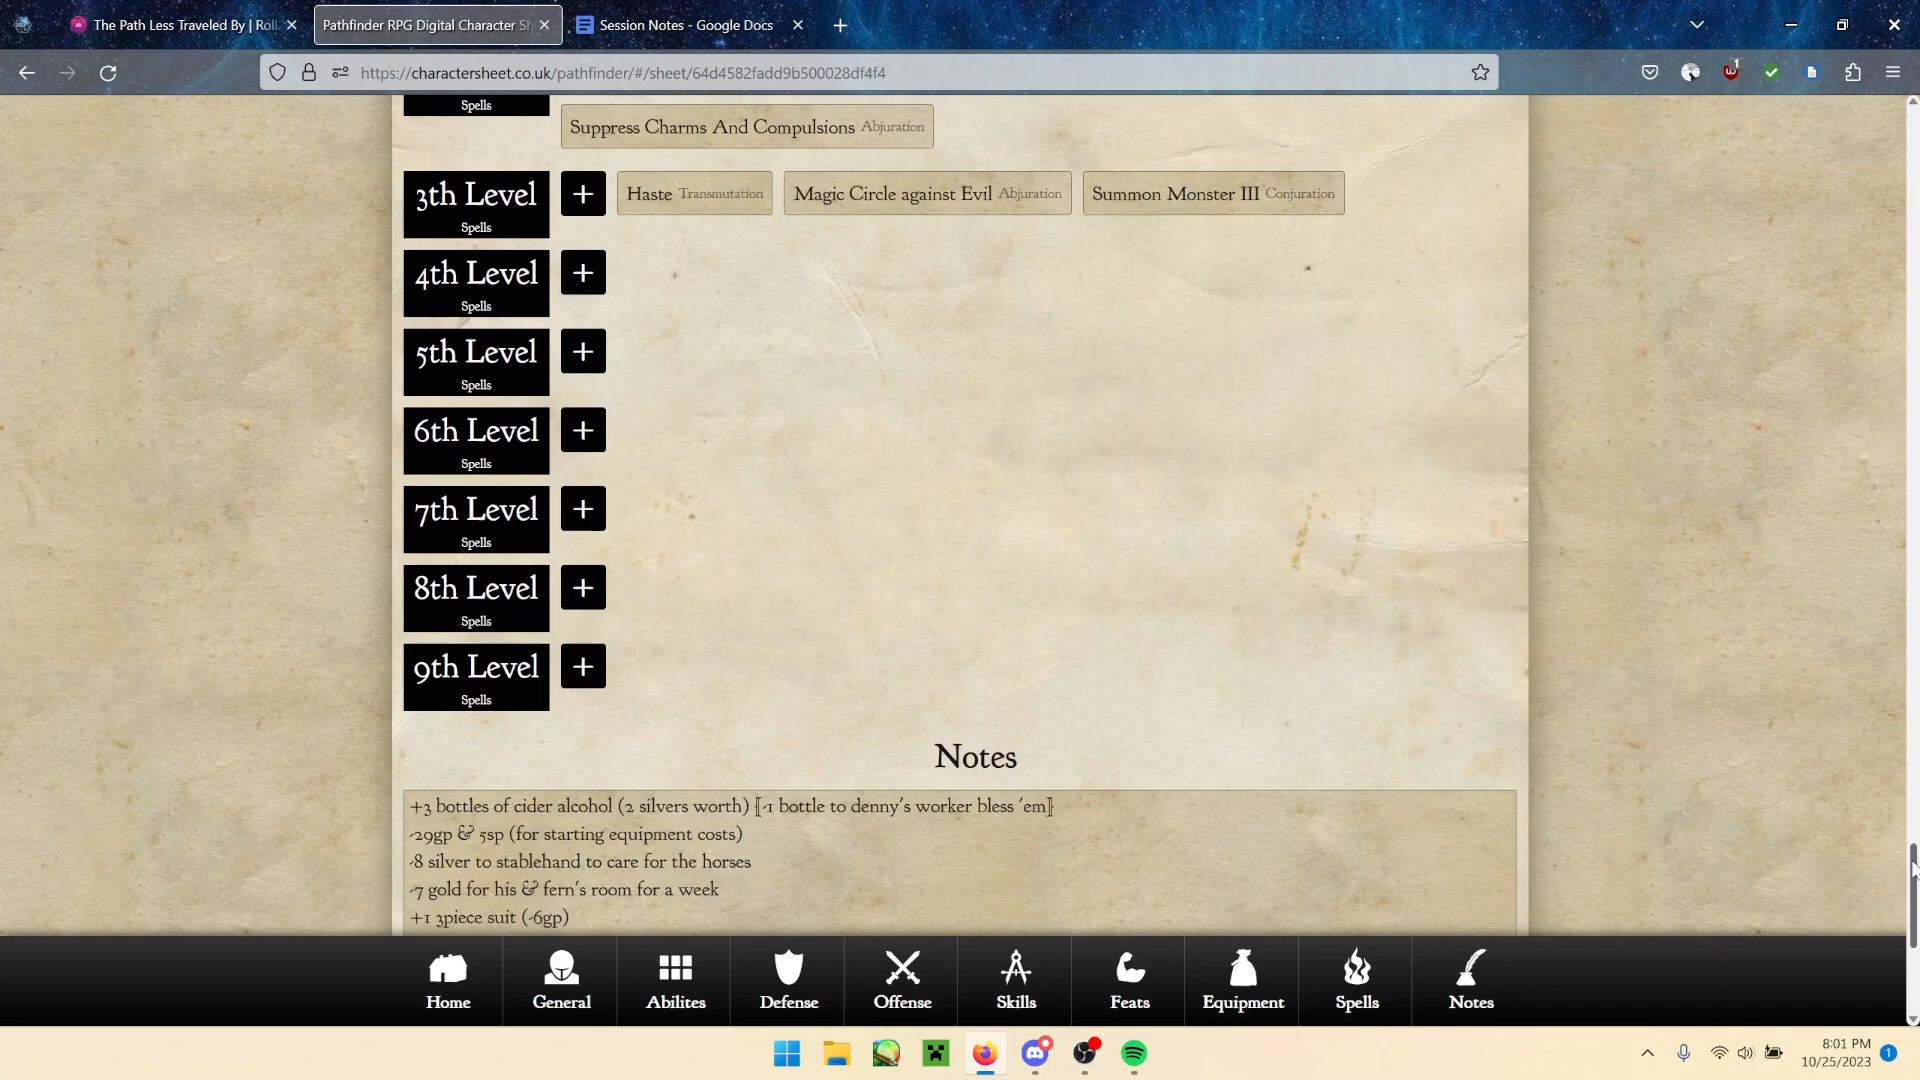 The Path Less Traveled By | Roll
Pathfinder RPG Digital Character Sh
Session Notes - Google Docs
https://charactersheet.co.uk/pathfinder/#/sheet/64d4582fadd9b500028df4f4
1
Spells
Suppress Charms And Compulsions Abjuration
3th Level
Spells
Haste Transmutation
Magic Circle against Evil Abjuration
Summon Monster III Conjuration
4th Level
Spells
5th Level
Spells
6th Level
Spells
7th Level
Spells
8th Level
Spells
9th Level
Spells
Notes
+3 bottles of cider alcohol (2 silvers worth) {[-1 bottle to denny's worker bless 'em]}
-29gp & 5sp (for starting equipment costs)
-8 silver to stablehand to care for the horses
-7 gold for his & fern's room for a week
+1 3piece suit (-6gp)
Home
General
Abilites
Defense
Offense
Skills
Feats
Equipment
Spells
Notes
8:01 PM
10/25/2023
1